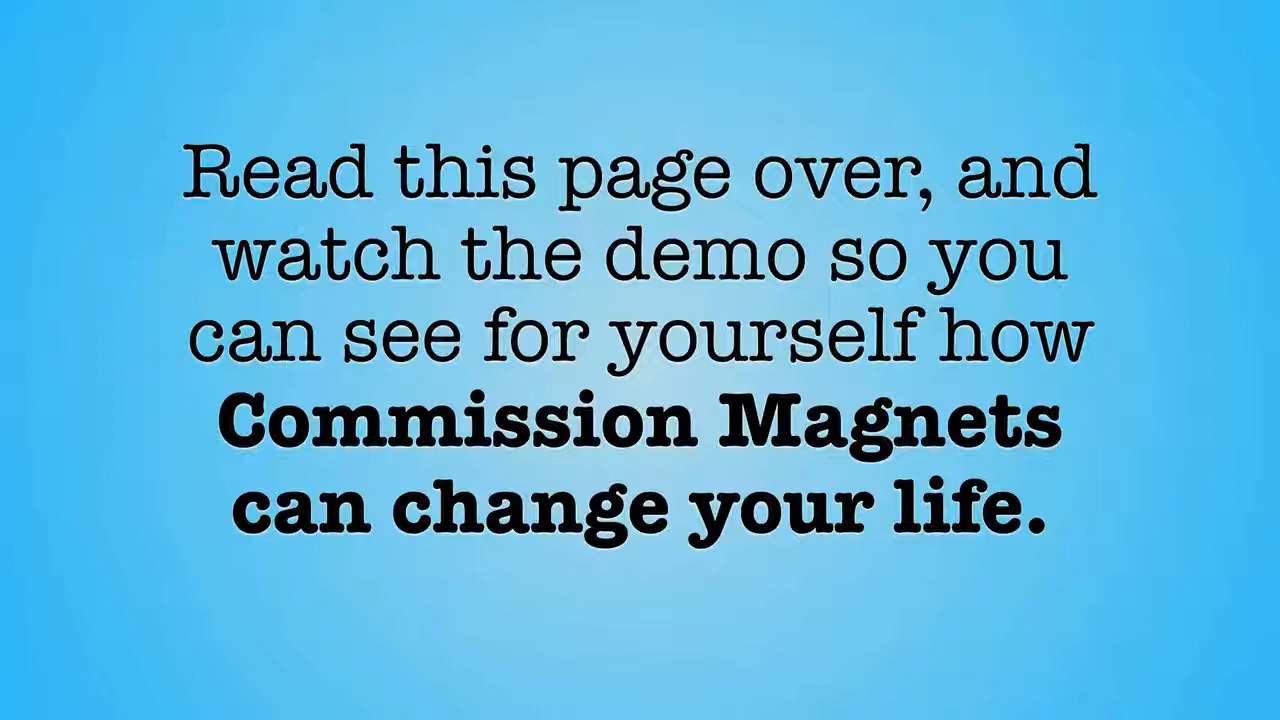 Read this page over, and
watch the demo so you
can see for yourself how
Commission Magnets
can change your life.